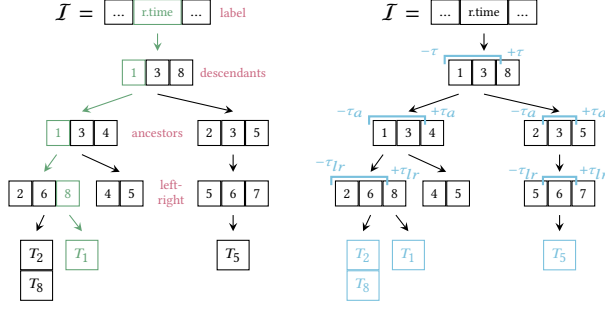 I = ... r.time ... label
1 3 8 descendants
1 3 4 ancestors 2 3 5
2 6 8 4 5 left-right 5 6 7
T2 T1 T5
T8
I = ... r.time ...
−τ +τ
1 3 8
−τa +τa −τa +τa
1 3 4 2 3 5
−τlr +τlr −τlr +τlr
2 6 8 4 5 5 6 7
T2 T1 T5
T8